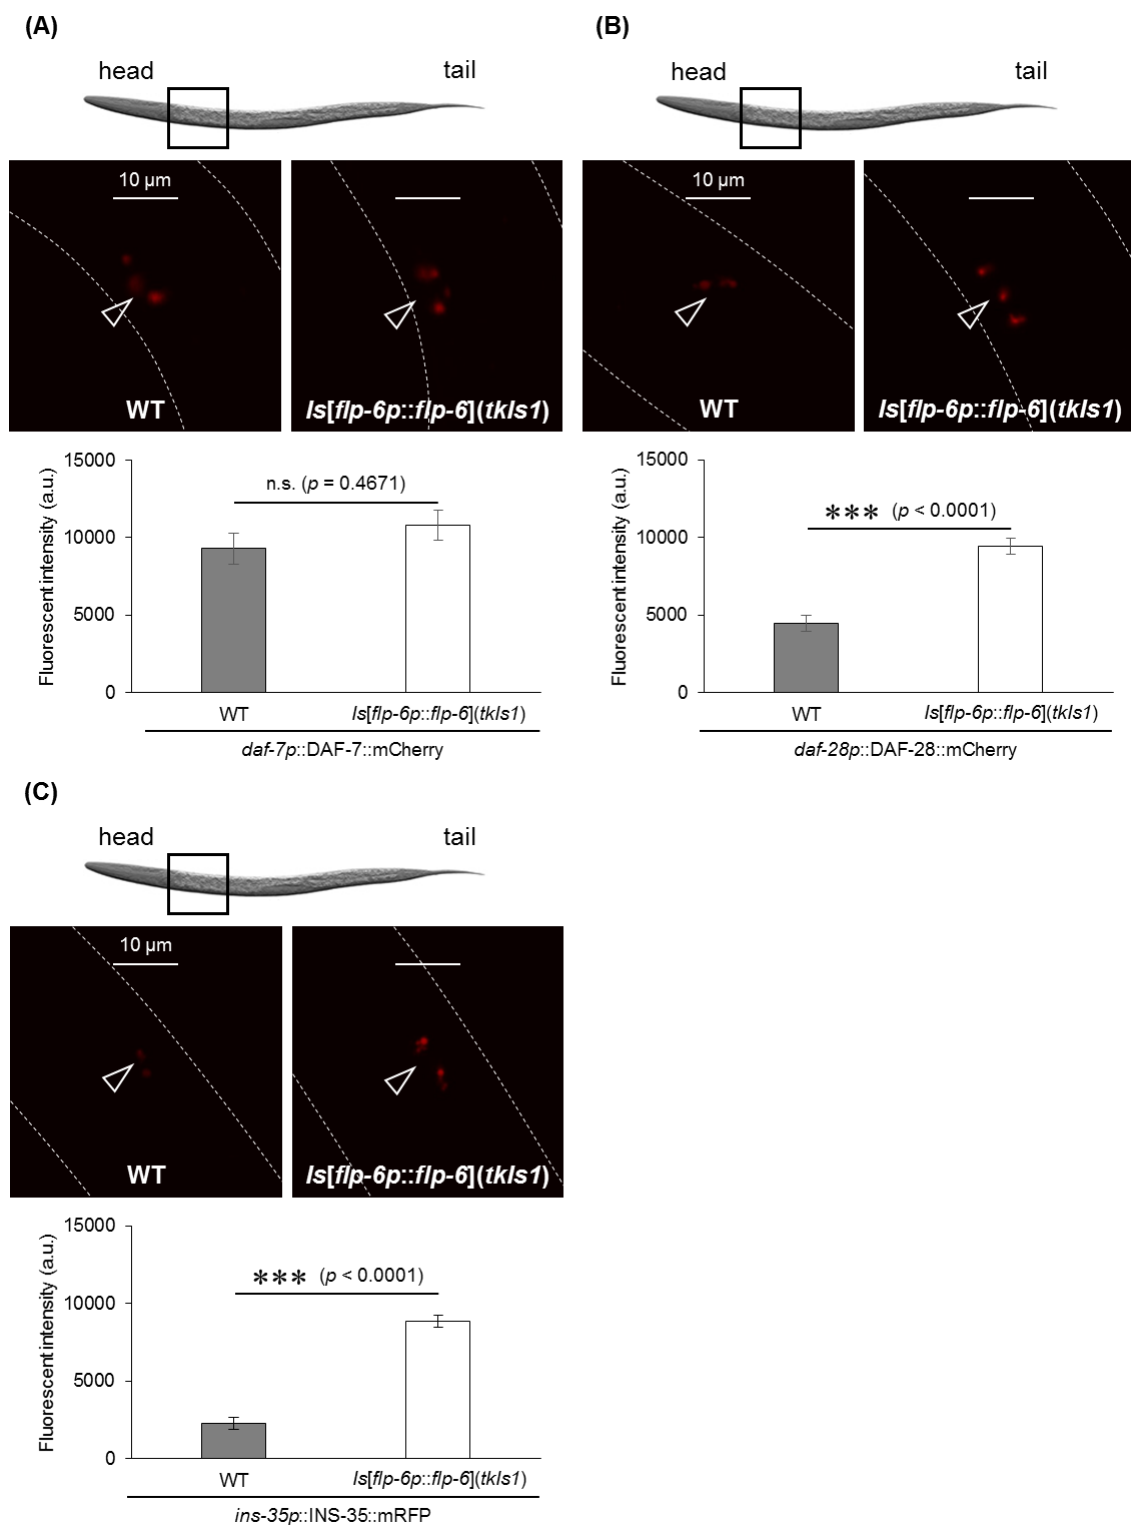 (A)
head tail
10 µm
WT
Is[flp-6p::flp-6](tkIs1)
Fluorescent intensity (a.u.)
15000
10000
5000
0
n.s. (p = 0.4671)
WT
Is[flp-6p::flp-6](tkIs1)
daf-7p::DAF-7::mCherry
(B)
head tail
10 µm
WT
Is[flp-6p::flp-6](tkIs1)
Fluorescent intensity (a.u.)
15000
10000
5000
0
*** (p < 0.0001)
WT
Is[flp-6p::flp-6](tkIs1)
daf-28p::DAF-28::mCherry
(C)
head tail
10 µm
WT
Is[flp-6p::flp-6](tkIs1)
Fluorescent intensity (a.u.)
15000
10000
5000
0
*** (p < 0.0001)
WT
Is[flp-6p::flp-6](tkIs1)
ins-35p::INS-35::mRFP